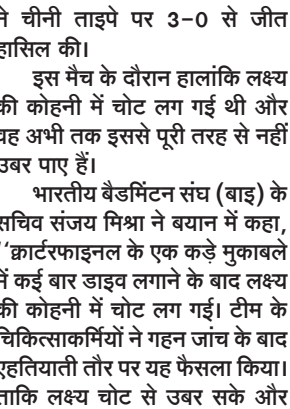 ने चीनी ताइपे पर 3-0 से जीत
हासिल की।
इस मैच के दौरान हालांकि लक्ष्य
की कोहनी में चोट लग गई थी और
वह अभी तक इससे पूरी तरह से नहीं
उबर पाए हैं।
भारतीय बैडमिंटन संघ (बाइ) के
सचिव संजय मिश्रा ने बयान में कहा,
‘‘क्वार्टरफाइनल के एक कड़े मुकाबले
में कई बार डाइव लगाने के बाद लक्ष्य
की कोहनी में चोट लग गई। टीम के
चिकित्साकर्मियों ने गहन जांच के बाद
एहतियाती तौर पर यह फैसला किया।
ताकि लक्ष्य चोट से उबर सके और